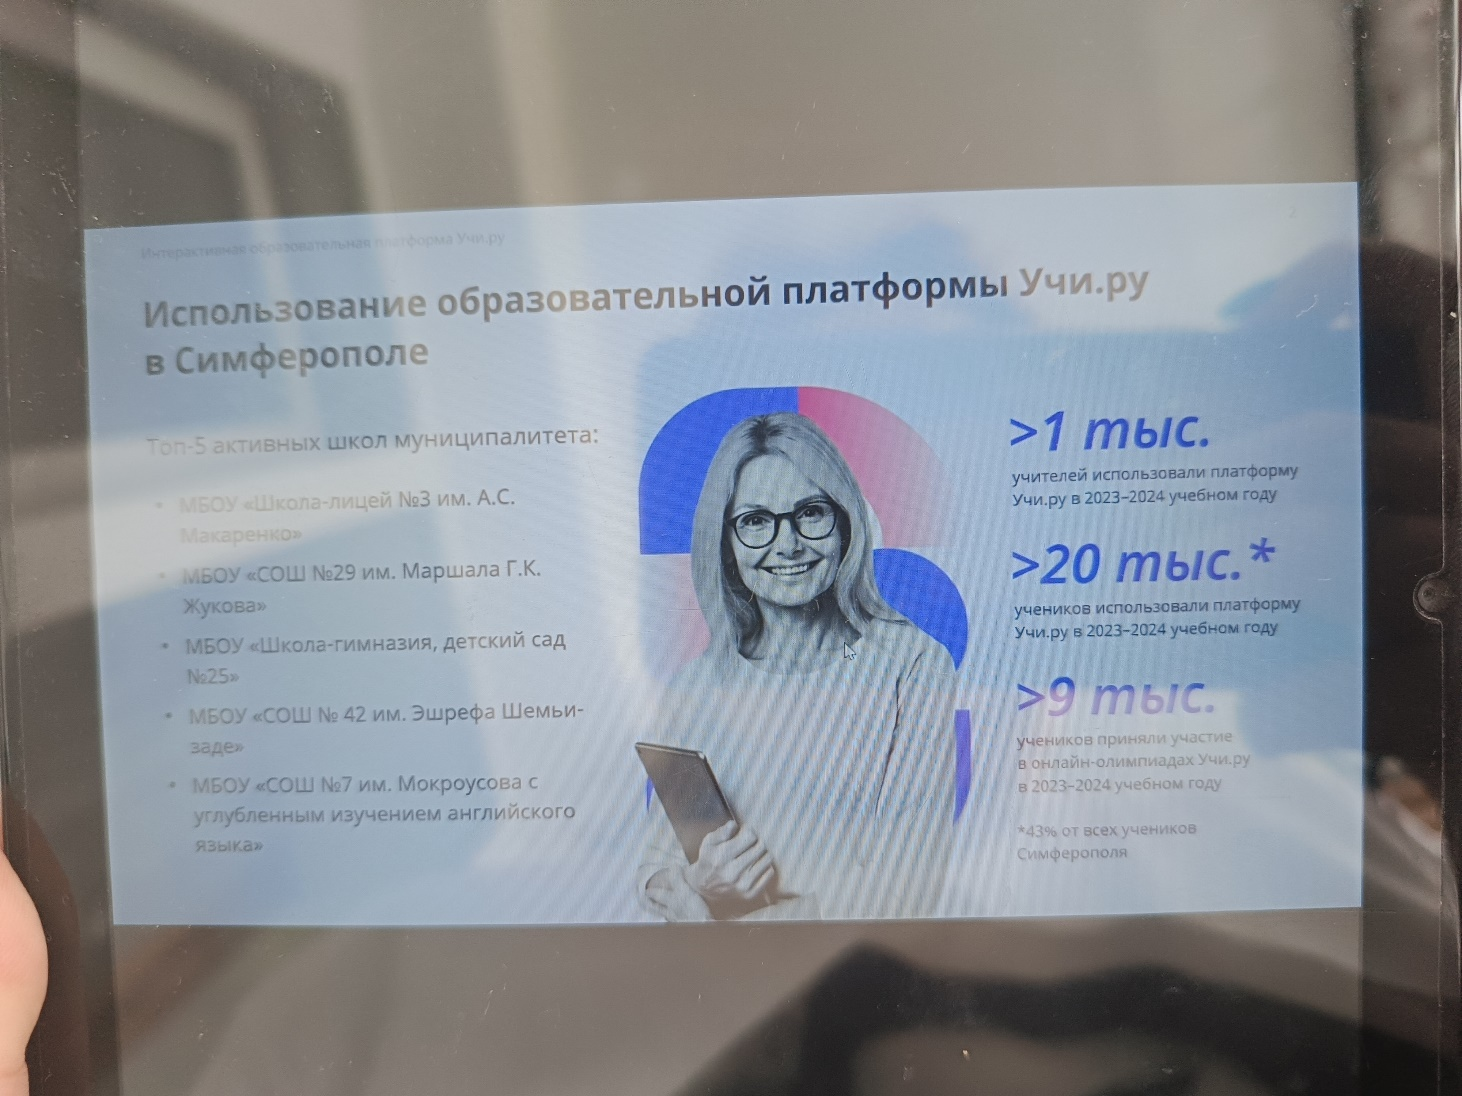 Интерактивная образовательная платформа Учи.ру
2
Использование образовательной платформы Учи.ру
в Симферополе
Топ-5 активных школ муниципалитета:
• МБОУ «Школа-лицей №3 им. А.С.
Макаренко»
• МБОУ «СОШ №29 им. Маршала Г.К.
Жукова»
• МБОУ «Школа-гимназия, детский сад
№25»
• МБОУ «СОШ № 42 им. Эшрефа Шемьи-
заде»
• МБОУ «СОШ №7 им. Мокроусова с
углубленным изучением английского
языка»
>1 тыс.
учителей использовали платформу
Учи.ру в 2023–2024 учебном году
>20 тыс.*
учеников использовали платформу
Учи.ру в 2023–2024 учебном году
>9 тыс.
учеников приняли участие
в онлайн-олимпиадах Учи.ру
в 2023–2024 учебном году
*43% от всех учеников
Симферополя